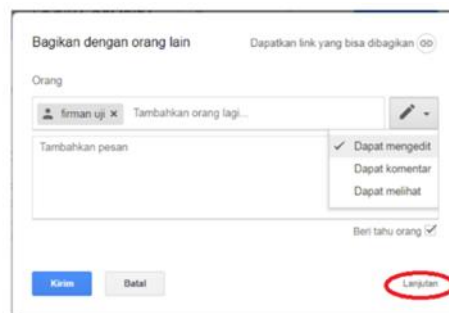 Bagikan dengan orang lain
Dapatkan link yang bisa dibagikan
Orang
firman uji × Tambahkan orang lagi...
Tambahkan pesan
✓ Dapat mengedit
Dapat komentar
Dapat melihat
Beri tahu orang
Kirim Batal Lanjutan